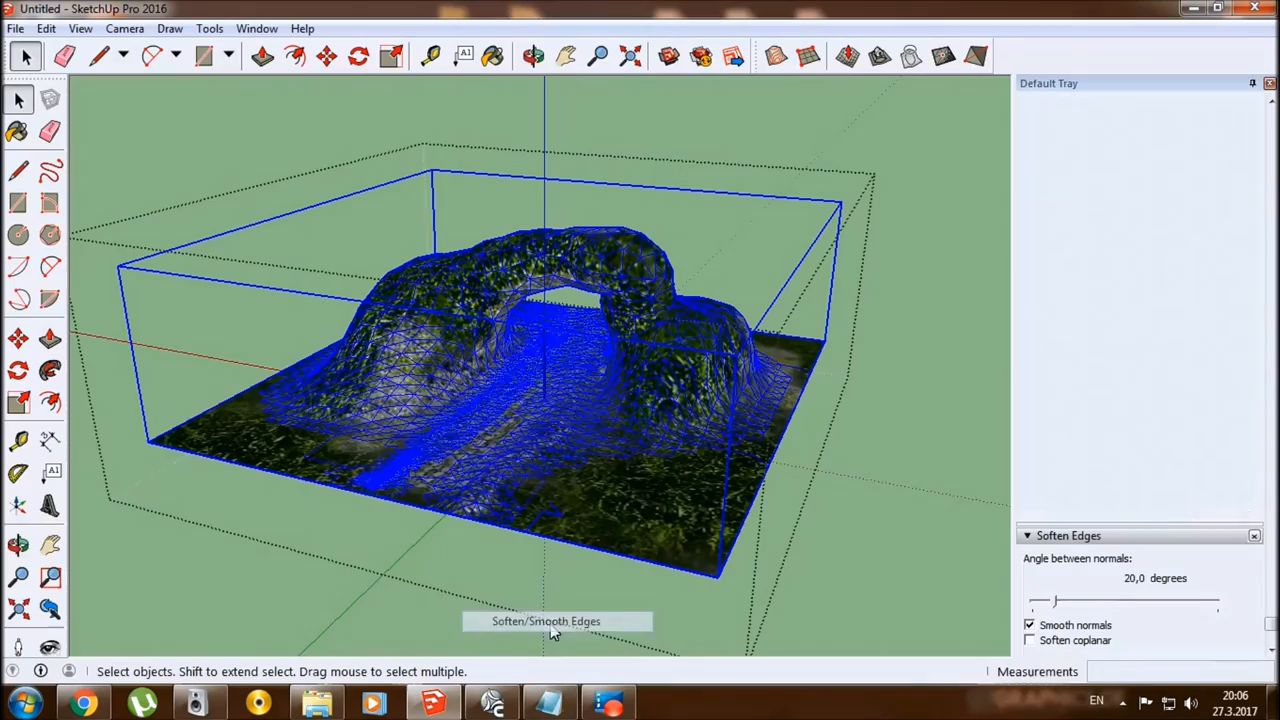 Untitled - SketchUp Pro 2016
File Edit View Camera Draw Tools Window Help
A1
Default Tray
A1
Soften Edges
Angle between normals:
20,0 degrees
Soften/Smooth Edges
Smooth normals
Soften coplanar
Select objects. Shift to extend select. Drag mouse to select multiple.
Measurements
EN
20:06
27.3.2017